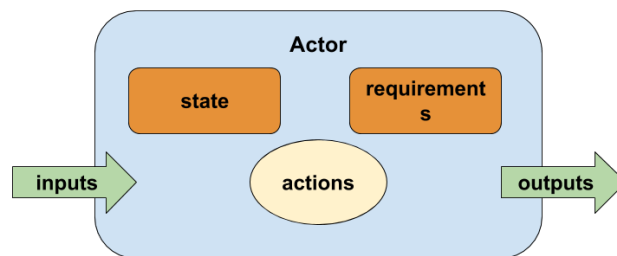 Actor
state
requirement
s
inputs
actions
outputs